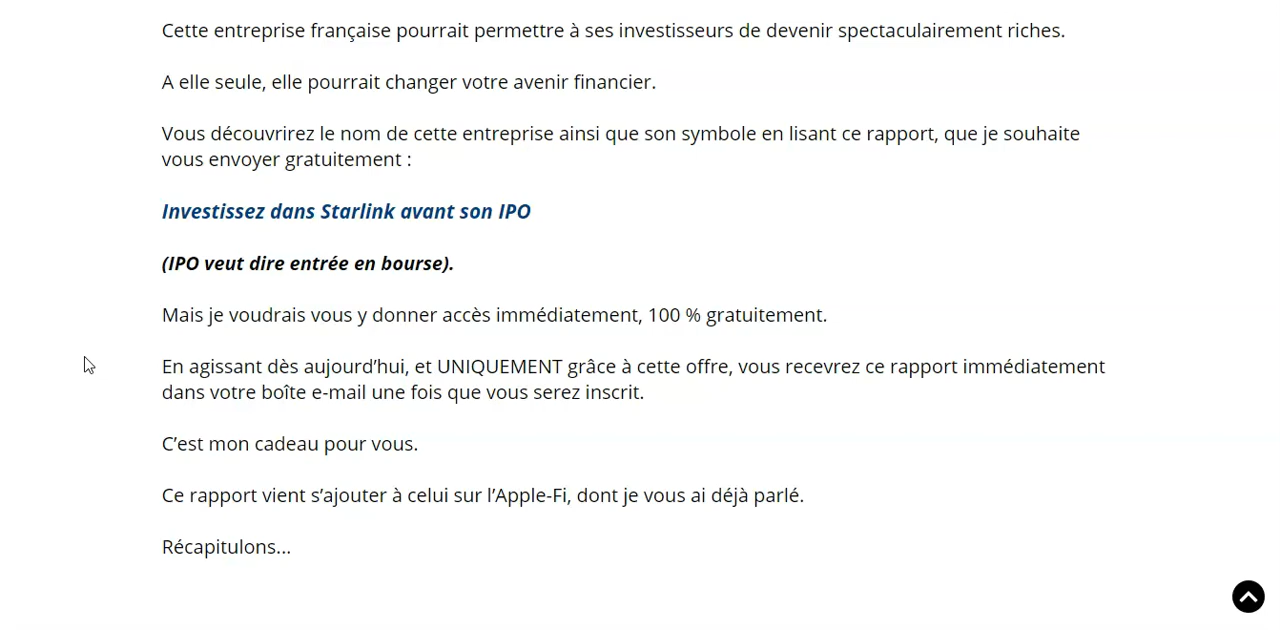 Cette entreprise française pourrait permettre à ses investisseurs de devenir spectaculairement riches.
A elle seule, elle pourrait changer votre avenir financier.
Vous découvrirez le nom de cette entreprise ainsi que son symbole en lisant ce rapport, que je souhaite
vous envoyer gratuitement :
Investissez dans Starlink avant son IPO
(IPO veut dire entrée en bourse).
Mais je voudrais vous y donner accès immédiatement, 100 % gratuitement.
En agissant dès aujourd’hui, et UNIQUEMENT grâce à cette offre, vous recevrez ce rapport immédiatement
dans votre boîte e-mail une fois que vous serez inscrit.
C’est mon cadeau pour vous.
Ce rapport vient s’ajouter à celui sur l’Apple-Fi, dont je vous ai déjà parlé.
Récapitulons...